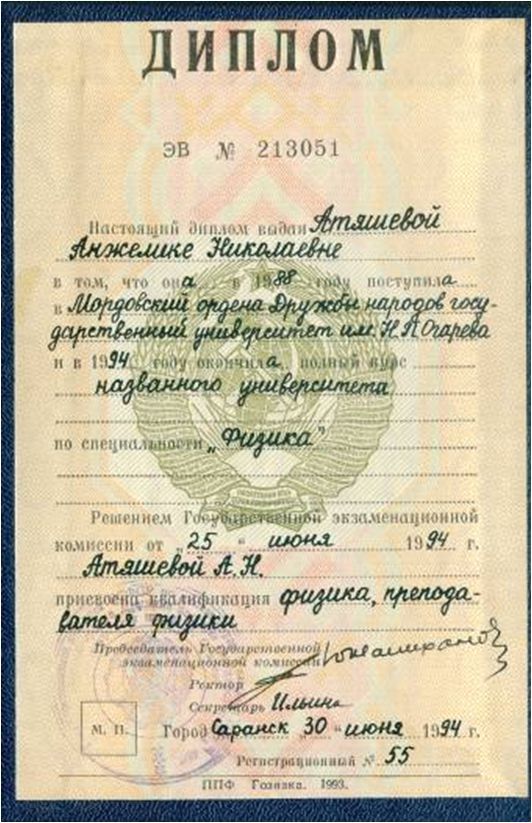 ДИПЛОМ
ЭВ № 213051
Настоящий диплом выдан Атяшевой
Анжелике Николаевне
в том, что она в 1988 году поступила
в Мордовский ордена Дружбы народов госу-
дарственный университет им. Н.П. Огарева
и в 1994 году окончила полный курс
названного университета
по специальности „Физика"
Решением Государственной экзаменационной
комиссии от „25" июня 1994 г.
Атяшевой А.Н.
присвоена квалификация физика, препода-
вателя физики
Председатель Государственной
экзаменационной комиссии
Ректор
Секретарь Ильина
М. П.
Город Саранск 30 "июня 1994 г.
Регистрационный № 55
ППФ Гознака. 1993.